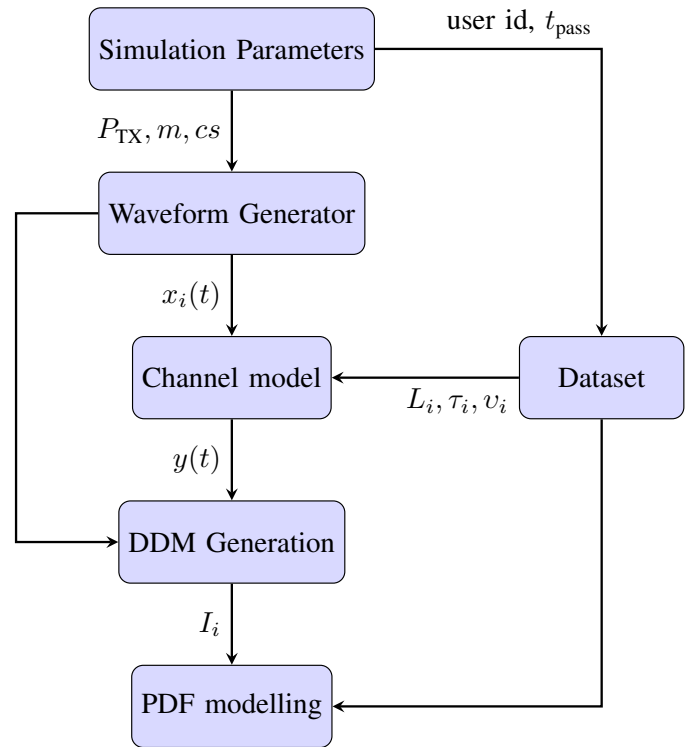 user id, t_pass
Simulation Parameters
P_TX, m, cs
Waveform Generator
x_i(t)
Channel model
Dataset
L_i, τ_i, υ_i
y(t)
DDM Generation
I_i
PDF modelling